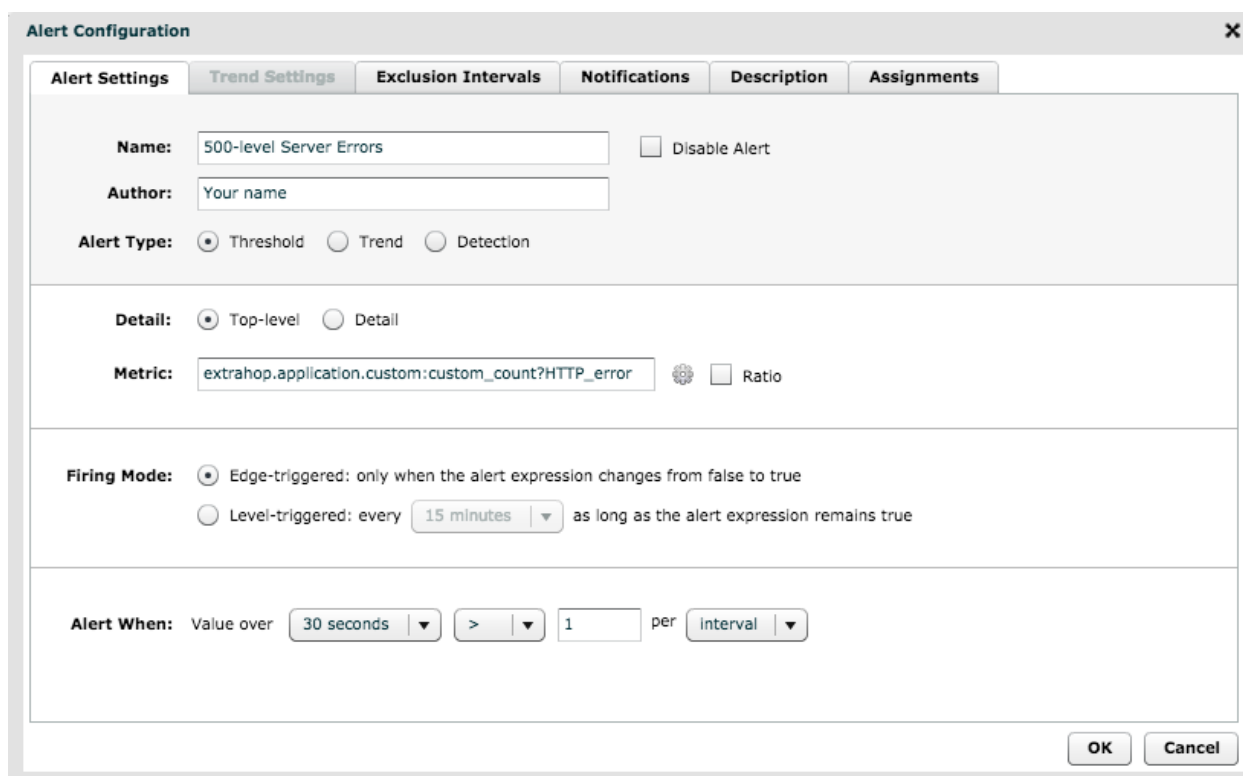 Alert Configuration
Alert Settings Trend Settings Exclusion Intervals Notifications Description Assignments
Name: 500-level Server Errors Disable Alert
Author: Your name
Alert Type: Threshold Trend Detection
Detail: Top-level Detail
Metric: extrahop.application.custom:custom_count?HTTP_error Ratio
Firing Mode: Edge-triggered: only when the alert expression changes from false to true
Level-triggered: every 15 minutes as long as the alert expression remains true
Alert When: Value over 30 seconds > 1 per interval
OK Cancel